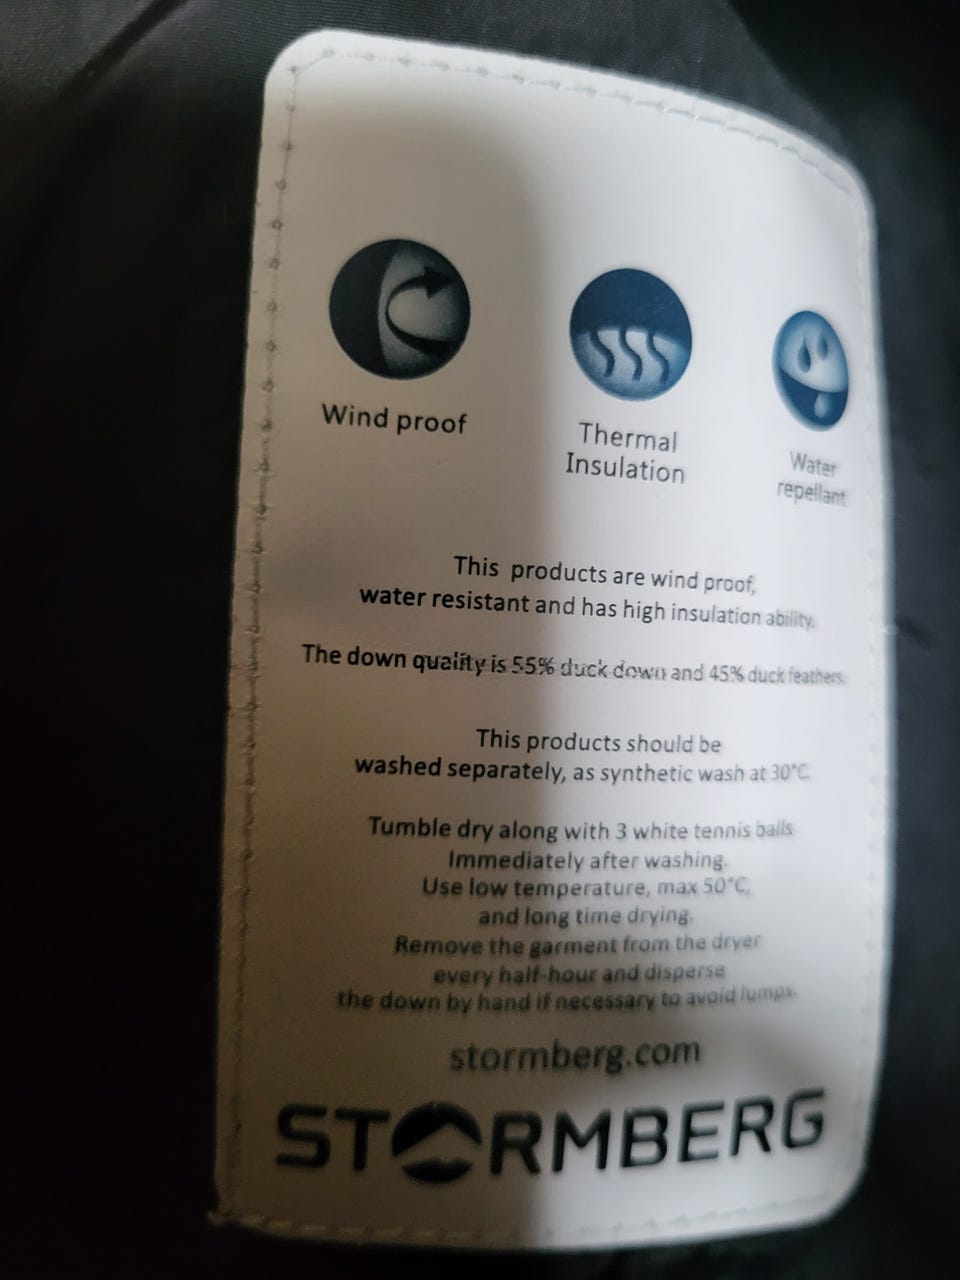 Wind proof
Thermal
Insulation
Water
repellant
This products are wind proof,
water resistant and has high insulation ability.
The down quality is 55% duck down and 45% duck feathers.
This products should be
washed separately, as synthetic wash at 30°C.
Tumble dry along with 3 white tennis balls
Immediately after washing.
Use low temperature, max 50°C,
and long time drying.
Remove the garment from the dryer
every half-hour and disperse
the down by hand if necessary to avoid lumps.
stormberg.com
STORMBERG